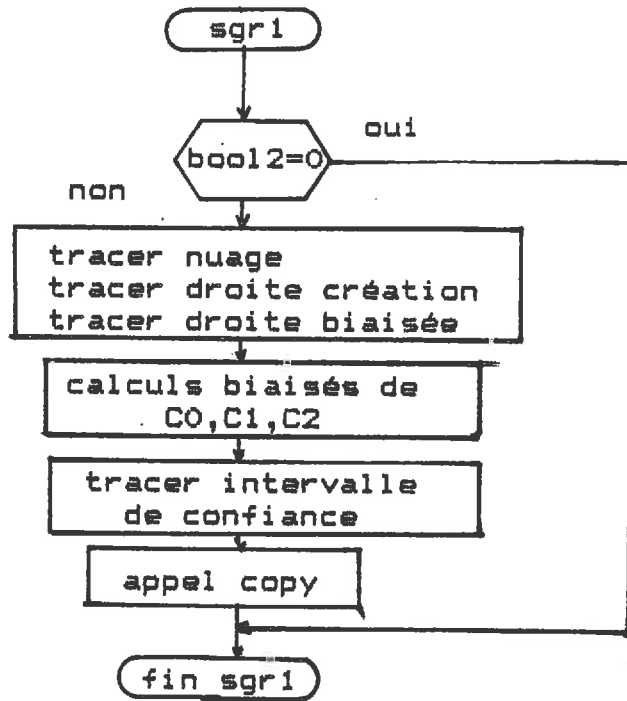 sgr1
oui
bool2=0
non
tracer nuage
tracer droite création
tracer droite biaisée
calculs biaisés de
C0,C1,C2
tracer intervalle
de confiance
appel copy
fin sgr1